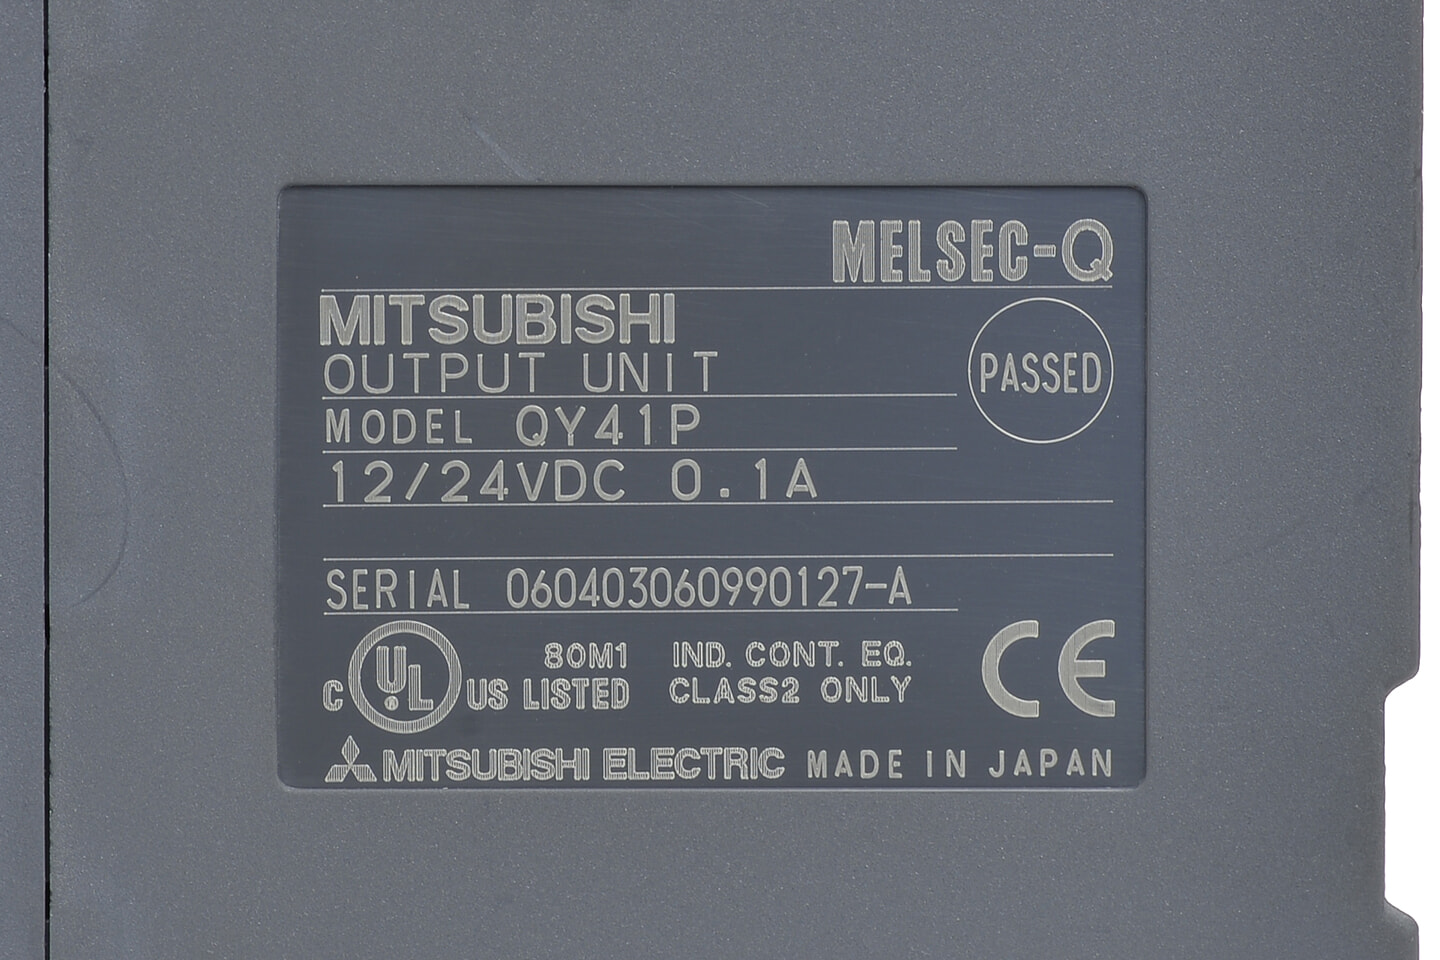 MELSEC-Q
MITSUBISHI
OUTPUT UNIT
PASSED
MODEL QY41P
12/24VDC 0.1A
SERIAL 060403060990127-A
C UL US LISTED 80M1 IND. CONT. EQ.
CLASS2 ONLY
CE
MITSUBISHI ELECTRIC MADE IN JAPAN